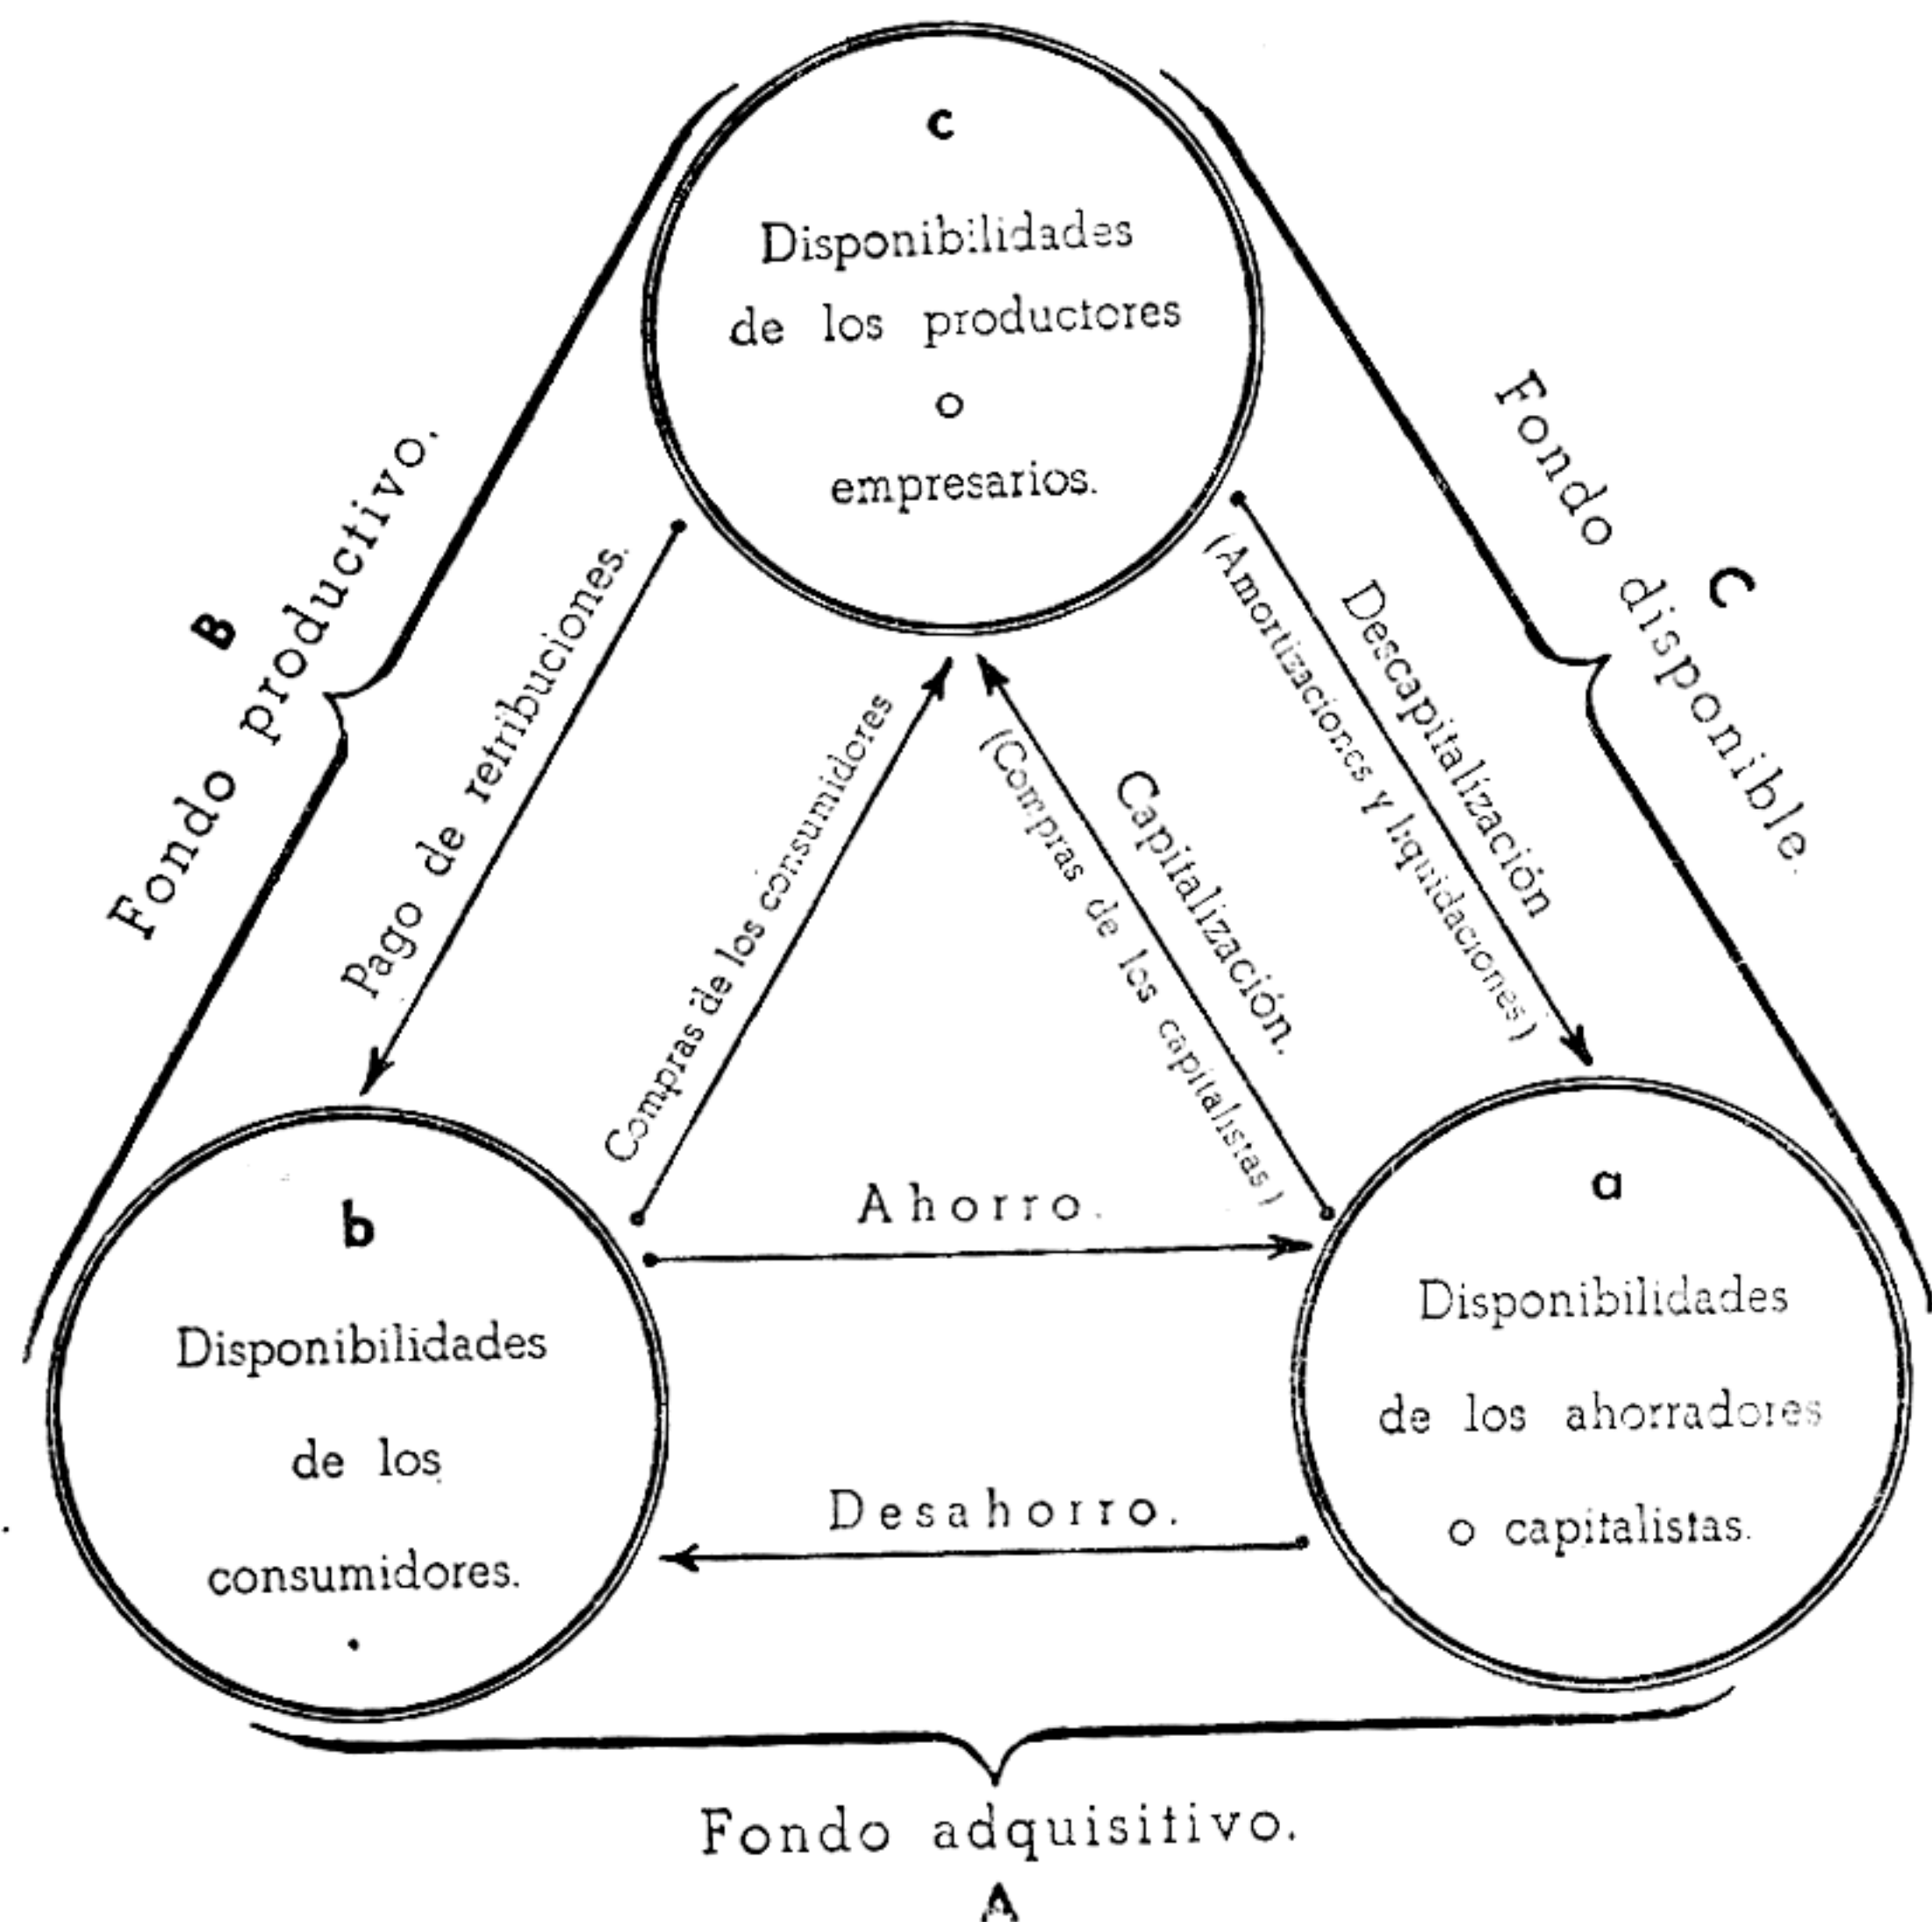 c
Disponibilidades
de los productores
o
empresarios.
B
Fondo productivo.
C
Fondo disponible.
Pago de retribuciones.
Compras de los consumidores
Capitalización.
(Compras de los capitalistas)
Descapitalización
(Amortizaciones y liquidaciones)
b
Disponibilidades
de los
consumidores.
Ahorro.
Desahorro.
a
Disponibilidades
de los ahorradores
o capitalistas.
Fondo adquisitivo.
A